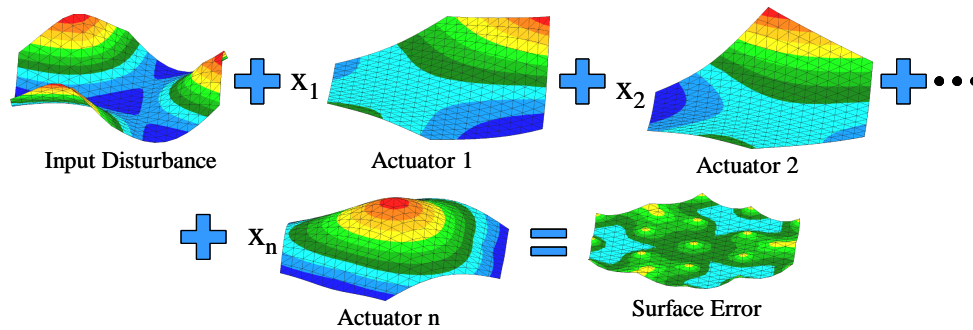 x₁ x₂
Input Disturbance Actuator 1 Actuator 2
xₙ
Actuator n Surface Error